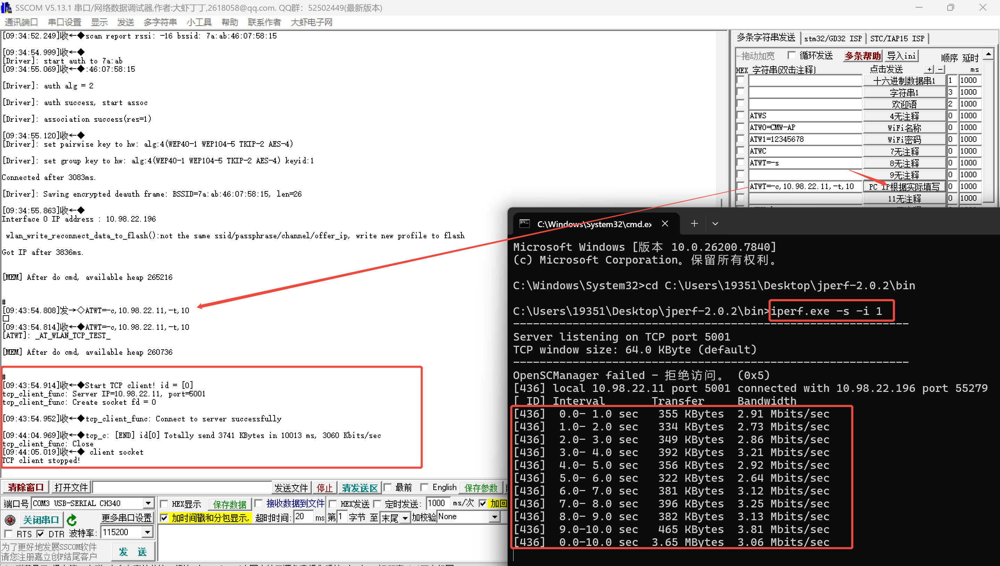 SSCOM V5.13.1 串口/网络数据调试器,作者:大虾丁丁,2618058@qq.com. QQ群: 52502449(最新版本)
通讯端口 串口设置 显示 发送 多字符串 小工具 帮助 联系作者 大虾电子网
[09:34:52.249]收←◆scan report rssi: -16 bssid: 7a:ab:46:07:58:15
[09:34:54.999]收←◆
[Driver]: start auth to 7a:ab
[09:34:55.069]收←◆:46:07:58:15
[Driver]: auth alg = 2
[Driver]: auth success, start assoc
[Driver]: association success(res=1)
[09:34:55.120]收←◆
[Driver]: set pairwise key to hw: alg:4(WEP40-1 WEP104-5 TKIP-2 AES-4)
[Driver]: set group key to hw: alg:4(WEP40-1 WEP104-5 TKIP-2 AES-4) keyid:1
Connected after 3083ms.
[Driver]: Saving encrypted deauth frame: BSSID=7a:ab:46:07:58:15, len=26
[09:34:55.863]收←◆
Interface 0 IP address : 10.98.22.196
wlan_write_reconnect_data_to_flash():not the same ssid/passphrase/channel/offer_ip, write new profile to flash
Got IP after 3836ms.
[MEM] After do cmd, available heap 265216
#
[09:43:54.808]发→◇ATWT=-c,10.98.22.11,-t,10
□
[09:43:54.814]收←◆ATWT=-c,10.98.22.11,-t,10
[ATWT]: _AT_WLAN_TCP_TEST_
[MEM] After do cmd, available heap 260736
#
[09:43:54.914]收←◆Start TCP client! id = [0]
tcp_client_func: Server IP=10.98.22.11, port=5001
tcp_client_func: Create socket fd = 0
[09:43:54.952]收←◆tcp_client_func: Connect to server successfully
[09:44:04.969]收←◆tcp_c: [END] id[0] Totally send 3741 KBytes in 10013 ms, 3060 Kbits/sec
tcp_client_func: Close
[09:44:05.019]收←◆ client socket
TCP client stopped!
多条字符串发送 stm32/GD32 ISP STC/IAP15 ISP
←拖动加宽 循环发送 多条帮助 导入ini 顺序 延时
HEX 字符串(双击注释) 点击发送 + - ms
十六进制数据串1 1 1000
字符串1 3 1000
欢迎语 2 1000
ATWS 4无注释 0 1000
ATW0=CMW-AP WiFi名称 0 1000
ATW1=12345678 WiFi密码 0 1000
ATWC 7无注释 0 1000
ATWT=-s 8无注释 0 1000
9无注释 0 1000
ATWT=-c,10.98.22.11,-t,10 PC IP根据实际填写 0 1000
11无注释 0 1000
C:\Windows\System32\cmd.ex
Microsoft Windows [版本 10.0.26200.7840]
(c) Microsoft Corporation。保留所有权利。
C:\Windows\System32>cd C:\Users\19351\Desktop\jperf-2.0.2\bin
C:\Users\19351\Desktop\jperf-2.0.2\bin>iperf.exe -s -i 1
------------------------------------------------------------
Server listening on TCP port 5001
TCP window size: 64.0 KByte (default)
------------------------------------------------------------
OpenSCManager failed - 拒绝访问。 (0x5)
[436] local 10.98.22.11 port 5001 connected with 10.98.22.196 port 55279
[ ID] Interval Transfer Bandwidth
[436] 0.0- 1.0 sec 355 KBytes 2.91 Mbits/sec
[436] 1.0- 2.0 sec 334 KBytes 2.73 Mbits/sec
[436] 2.0- 3.0 sec 349 KBytes 2.86 Mbits/sec
[436] 3.0- 4.0 sec 392 KBytes 3.21 Mbits/sec
[436] 4.0- 5.0 sec 356 KBytes 2.92 Mbits/sec
[436] 5.0- 6.0 sec 322 KBytes 2.64 Mbits/sec
[436] 6.0- 7.0 sec 381 KBytes 3.12 Mbits/sec
[436] 7.0- 8.0 sec 396 KBytes 3.25 Mbits/sec
[436] 8.0- 9.0 sec 382 KBytes 3.13 Mbits/sec
[436] 9.0-10.0 sec 465 KBytes 3.81 Mbits/sec
[436] 0.0-10.0 sec 3.65 MBytes 3.06 Mbits/sec
清除窗口 打开文件 发送文件 停止 清发送区 最前 English 保存参数
端口号 COM3 USB-SERIAL CH340 HEX显示 保存数据 接收数据到文件 HEX发送 定时发送: 1000 ms/次 加回
关闭串口 更多串口设置 加时间戳和分包显示, 超时时间: 20 ms 第 1 字节 至 末尾 加校验 None
RTS DTR 波特率: 115200
为了更好地发展SSCOM软件
请您注册嘉立创F结尾客户
发 送